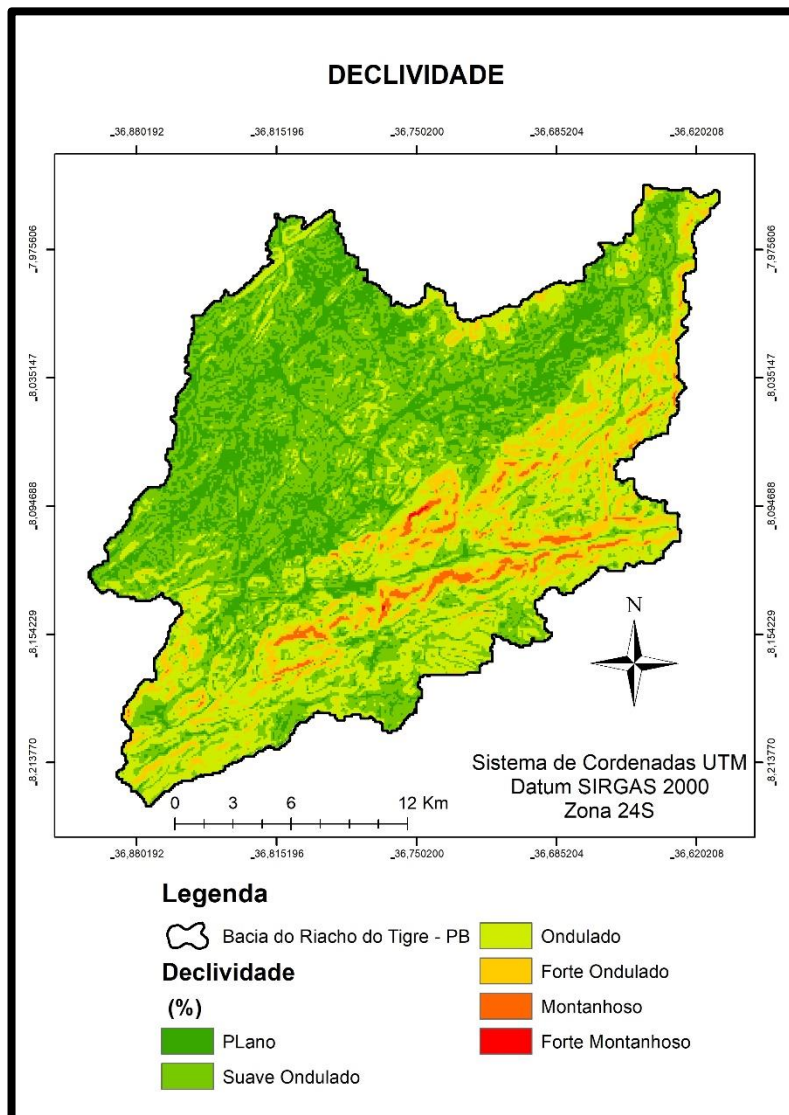 DECLIVIDADE
-36,880192 -36,815196 -36,750200 -36,685204 -36,620208
-7,975606 -7,975606
-8,035147 -8,035147
-8,094688 -8,094688
-8,154229 -8,154229
-8,213770 -8,213770
N
Sistema de Cordenadas UTM
Datum SIRGAS 2000
Zona 24S
0 3 6 12 Km
-36,880192 -36,815196 -36,750200 -36,685204 -36,620208
Legenda
Bacia do Riacho do Tigre - PB
Declividade
(%)
PLano
Suave Ondulado
Ondulado
Forte Ondulado
Montanhoso
Forte Montanhoso